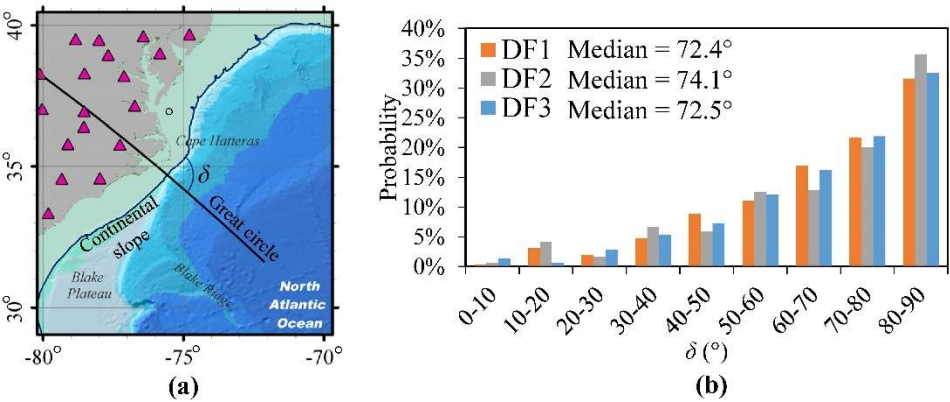 (a)
40°
35°
30°
-80°
-75°
-70°
Cape Hatteras
δ
Great circle
Continental
slope
Blake
Plateau
Blake Ridge
North
Atlantic
Ocean
(a)
(b)
40%
35%
30%
25%
20%
15%
10%
5%
0%
Probability
DF1 Median = 72.4°
DF2 Median = 74.1°
DF3 Median = 72.5°
0-10
10-20
20-30
30-40
40-50
50-60
60-70
70-80
80-90
δ (°)
(b)